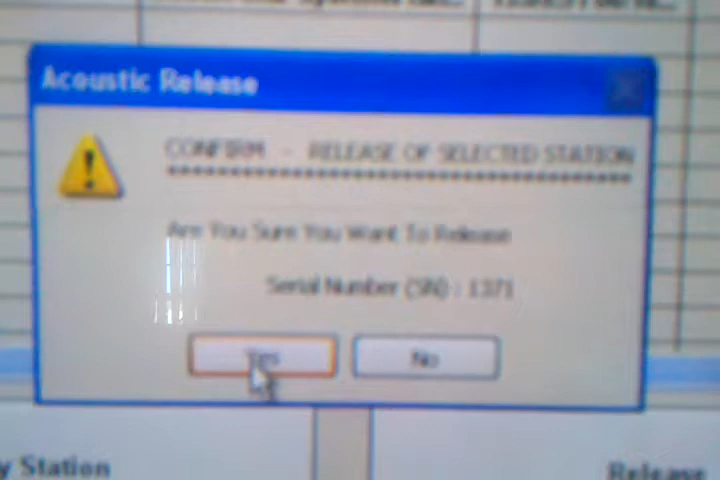 Acoustic Release
CONFIRM - RELEASE OF SELECTED STATION
Are You Sure You Want To Release
Serial Number (SN) : 1371
Yes
No
y Station
Release